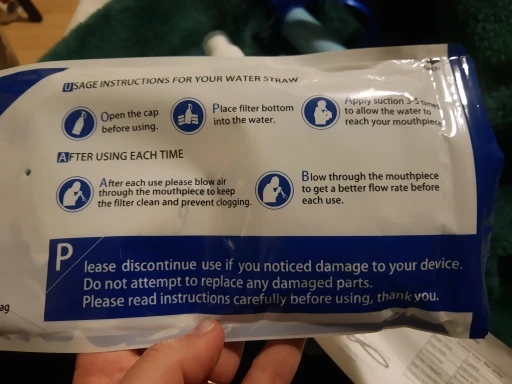 USAGE INSTRUCTIONS FOR YOUR WATER STRAW
Open the cap
before using.
Place filter bottom
into the water.
Apply suction 3-5 times
to allow the water to
reach your mouthpiece
AFTER USING EACH TIME
After each use please blow air
through the mouthpiece to keep
the filter clean and prevent clogging.
Blow through the mouthpiece
to get a better flow rate before
each use.
Please discontinue use if you noticed damage to your device.
Do not attempt to replace any damaged parts.
Please read instructions carefully before using, thank you.
ag